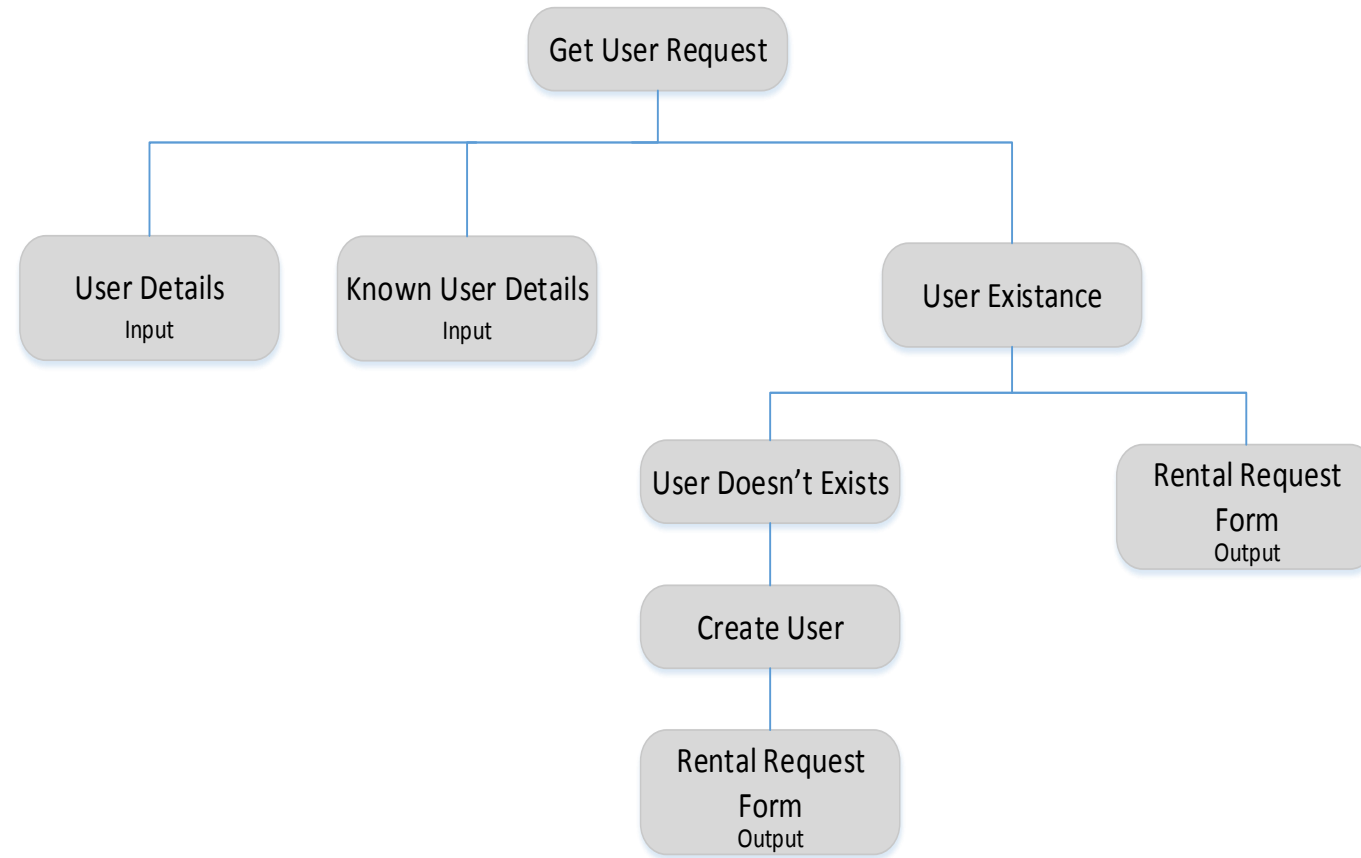 Get User Request
User Details
Input
Known User Details
Input
User Existance
User Doesn’t Exists
Rental Request
Form
Output
Create User
Rental Request
Form
Output